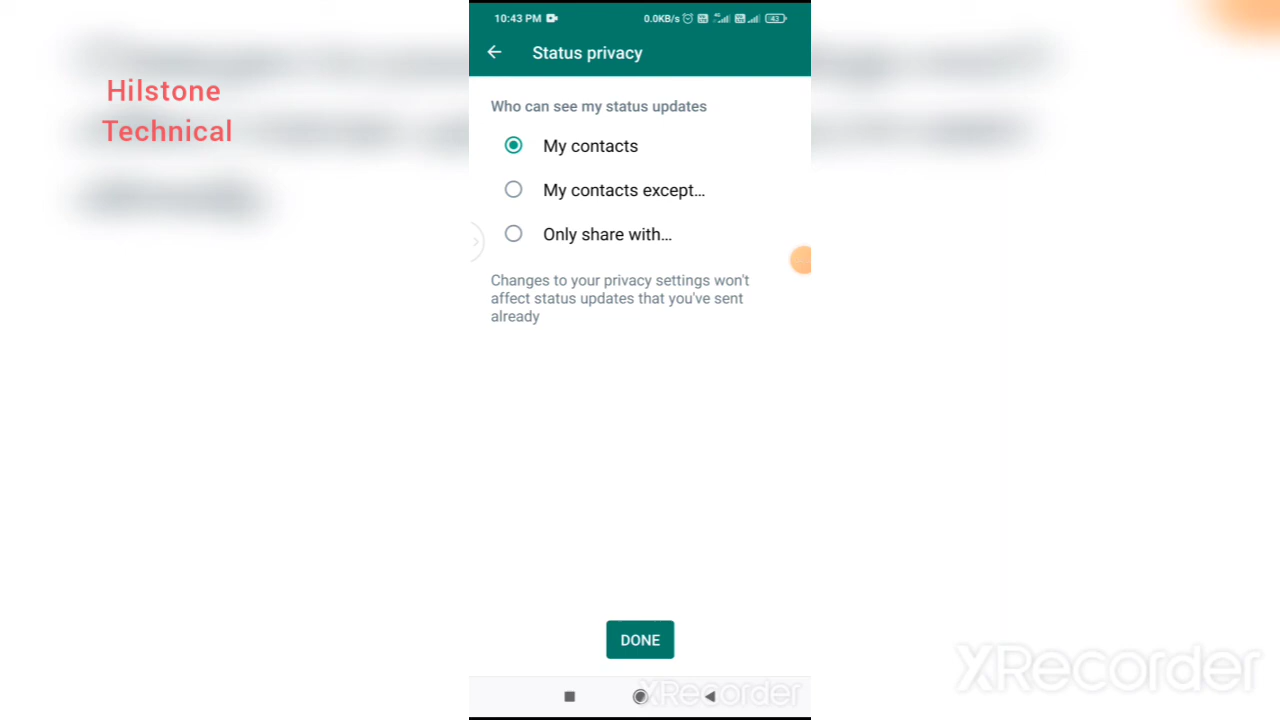 10:43 PM
0.0KB/s
43
Status privacy
Hilstone
Technical
Who can see my status updates
My contacts
My contacts except...
Only share with...
Changes to your privacy settings won't
affect status updates that you've sent
already
DONE
XRecorder
XRecorder